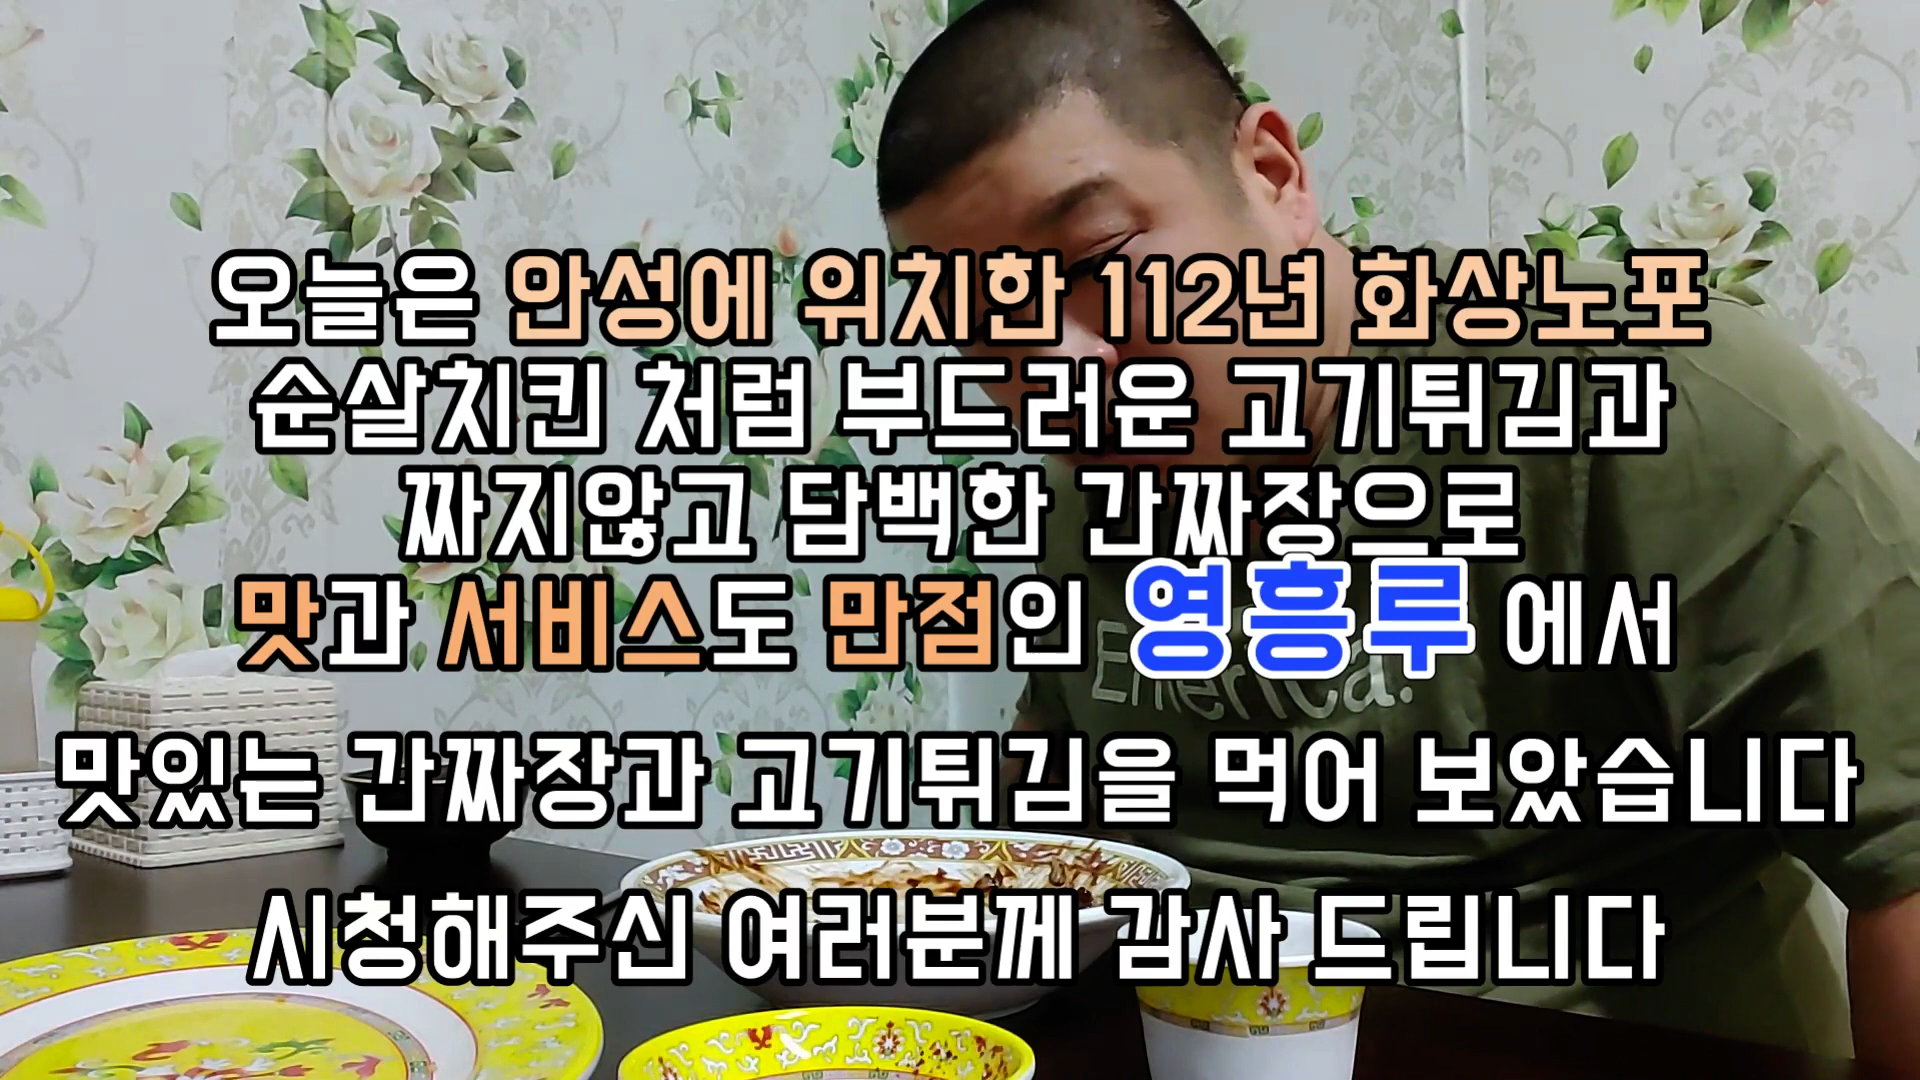 오늘은 안성에 위치한 112년 화상노포
순살치킨 처럼 부드러운 고기튀김과
짜지않고 담백한 간짜장으로
맛과 서비스도 만점인 영흥루 에서
Emerica.
맛있는 간짜장과 고기튀김을 먹어 보았습니다
시청해주신 여러분께 감사 드립니다